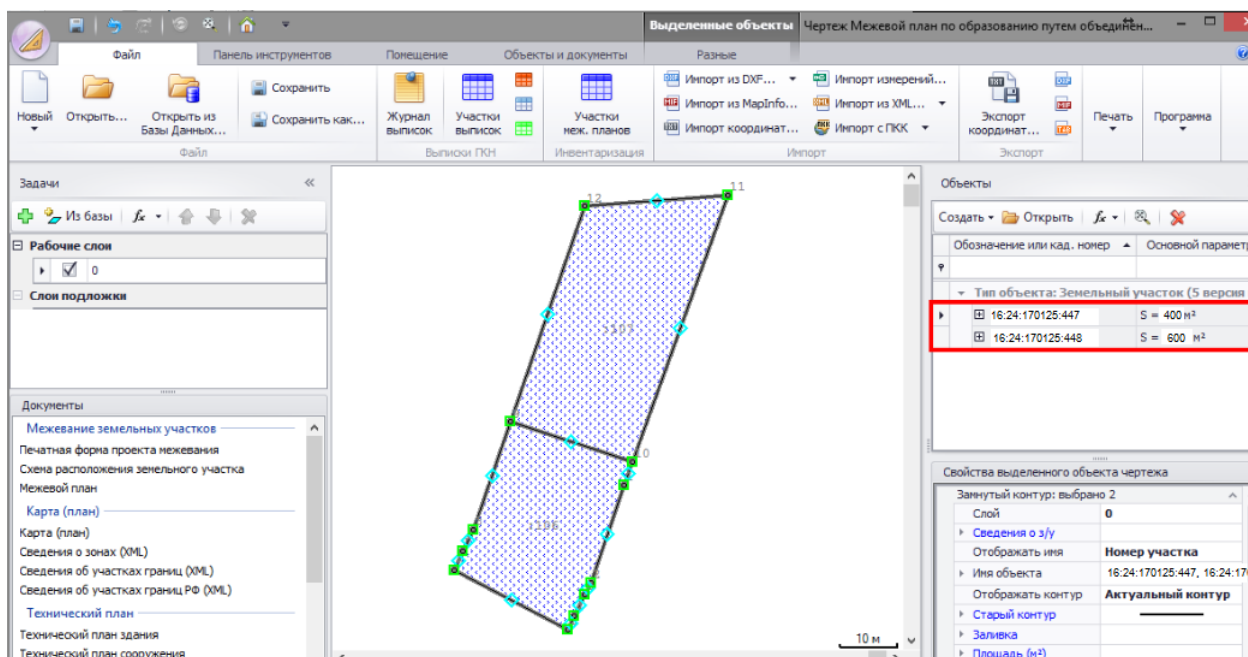 Выделенные объекты Чертеж Межевой план по образованию путем объединен...
Файл Панель инструментов Помещение Объекты и документы Разные
Новый Открыть... Открыть из Базы Данных... Сохранить Сохранить как...
Файл
Журнал выписок Участки выписок
Выписки ГКН
Участки меж. планов
Инвентаризация
Импорт из DXF... Импорт измерений...
Импорт из MapInfo... Импорт из XML...
Импорт координат... Импорт с ПКК
Импорт
Экспорт координат...
Экспорт
Печать Программа
Задачи
Из базы
Рабочие слои
0
Слои подложки
Документы
Межевание земельных участков
Печатная форма проекта межевания
Схема расположения земельного участка
Межевой план
Карта (план)
Карта (план)
Сведения о зонах (XML)
Сведения об участках границ (XML)
Сведения об участках границ РФ (XML)
Технический план
Технический план здания
Технический план сооружения
12
11
10
10 м
Объекты
Создать Открыть
Обозначение или кад. номер Основной параметр
Тип объекта: Земельный участок (5 версия
16:24:170125:447 S = 400 м²
16:24:170125:448 S = 600 м²
Свойства выделенного объекта чертежа
Замнутый контур: выбрано 2
Слой 0
Сведения о з/у
Отображать имя Номер участка
Имя объекта 16:24:170125:447, 16:24:17
Отображать контур Актуальный контур
Старый контур
Заливка
Площадь (м²)